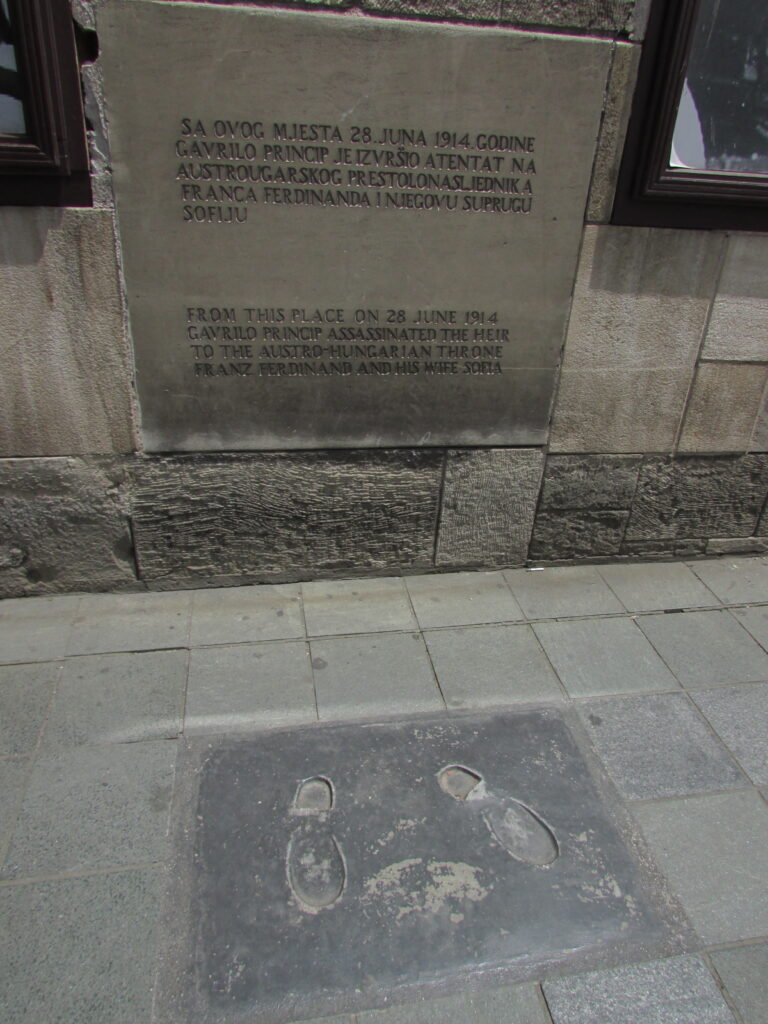 SA OVOG MJESTA 28.JUNA 1914.GODINE
GAVRILO PRINCIP JE IZVRŠIO ATENTAT NA
AUSTROUGARSKOG PRESTOLONASLJEDNIKA
FRANCA FERDINANDA I NJEGOVU SUPRUGU
SOFIJU
FROM THIS PLACE ON 28 JUNE 1914
GAVRILO PRINCIP ASSASSINATED THE HEIR
TO THE AUSTRO-HUNGARIAN THRONE
FRANZ FERDINAND AND HIS WIFE SOFIA